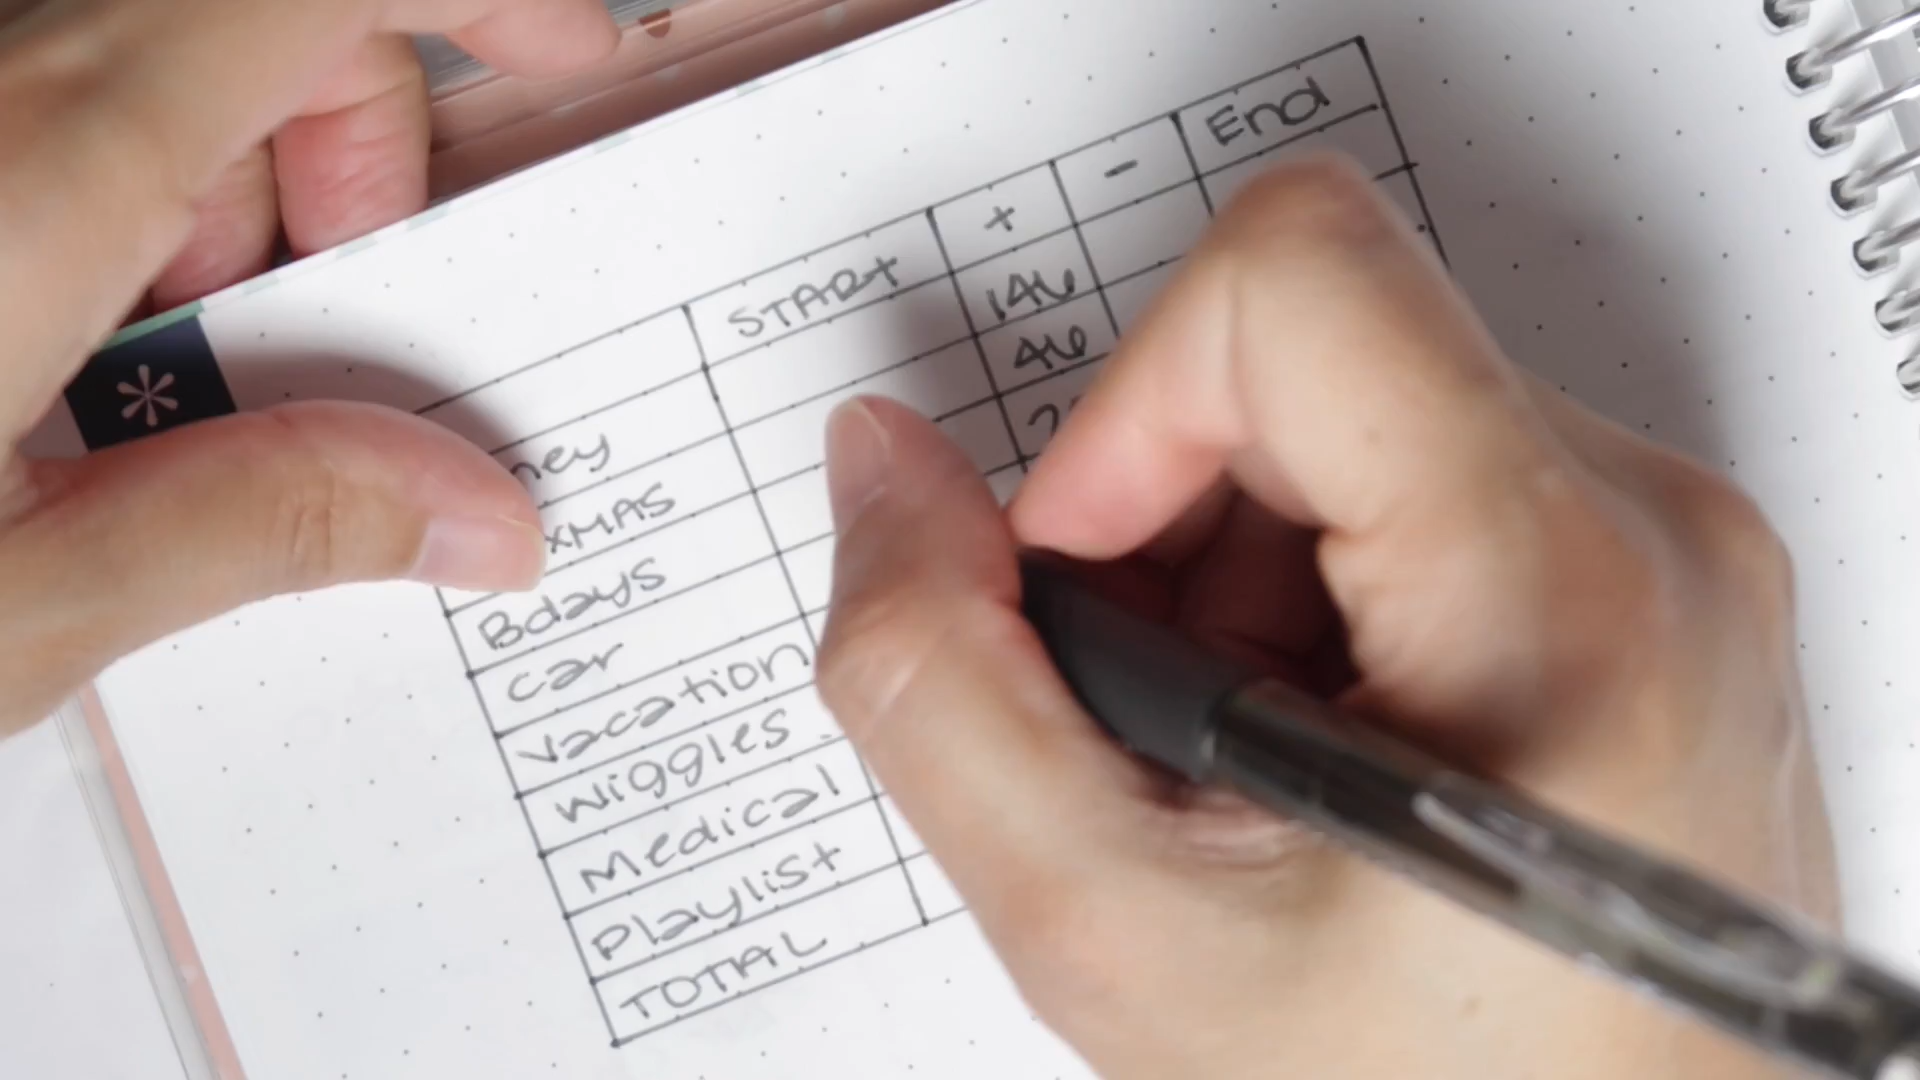 START + - End
ney 146
XMAS 46
Bdays
Car
Vacation
Wiggles
Medical
Playlist
TOTAL